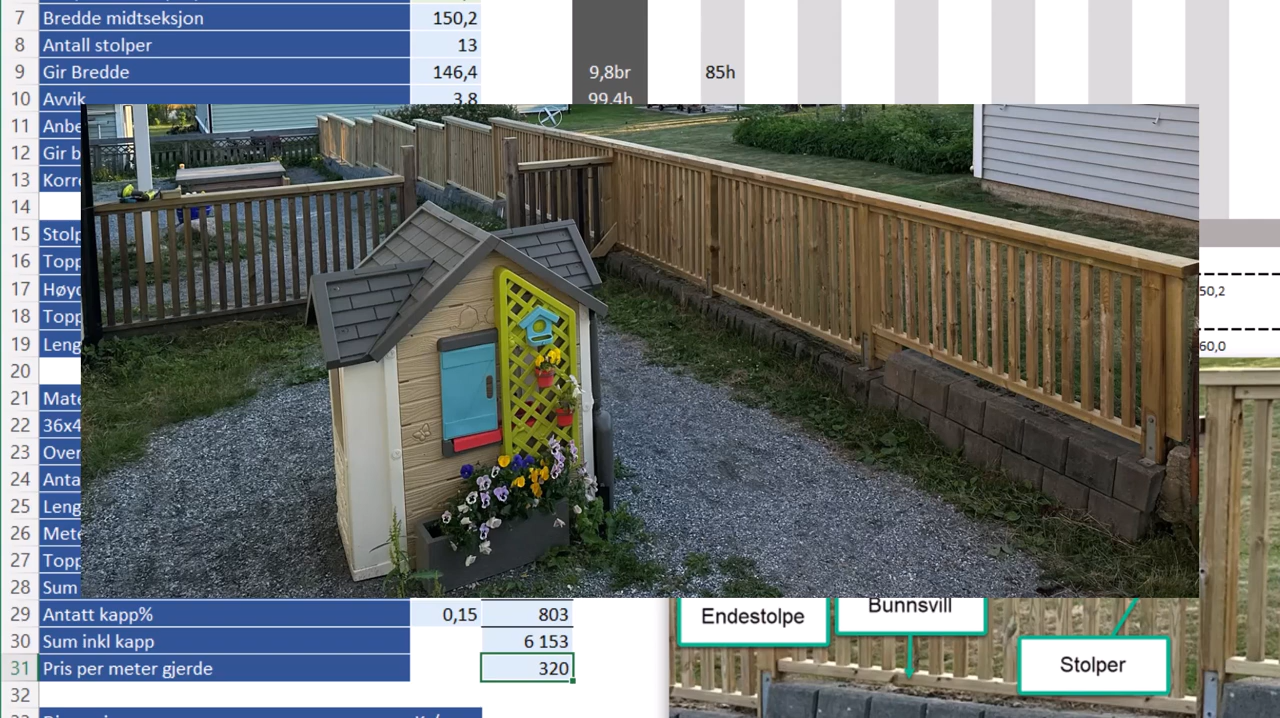 7 Bredde midtseksjon 150,2
8 Antall stolper 13
9 Gir Bredde 146,4 9,8br 85h
10 Avvik 3,8 99,4h
11 Anbe
12 Gir b
13 Korre
14
15 Stolp
16 Topp
17 Høyd 50,2
18 Topp
19 Leng 60,0
20
21 Mate
22 36x4
23 Over
24 Anta
25 Leng
26 Mete
27 Topp
28 Sum
29 Antatt kapp% 0,15 803
30 Sum inkl kapp 6 153
31 Pris per meter gjerde 320
32
Endestolpe
Bunnsvill
Stolper